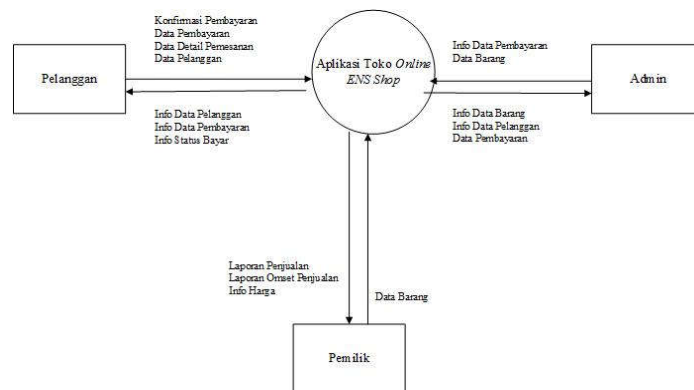 Konfirmasi Pembayaran
Data Pembayaran
Data Detail Pemesanan
Data Pelanggan
Pelanggan
Info Data Pelanggan
Info Data Pembayaran
Info Status Bayar
Aplikasi Toko Online
ENS Shop
Info Data Pembayaran
Data Barang
Admin
Info Data Barang
Info Data Pelanggan
Data Pembayaran
Laporan Penjualan
Laporan Omset Penjualan
Info Harga
Data Barang
Pemilik